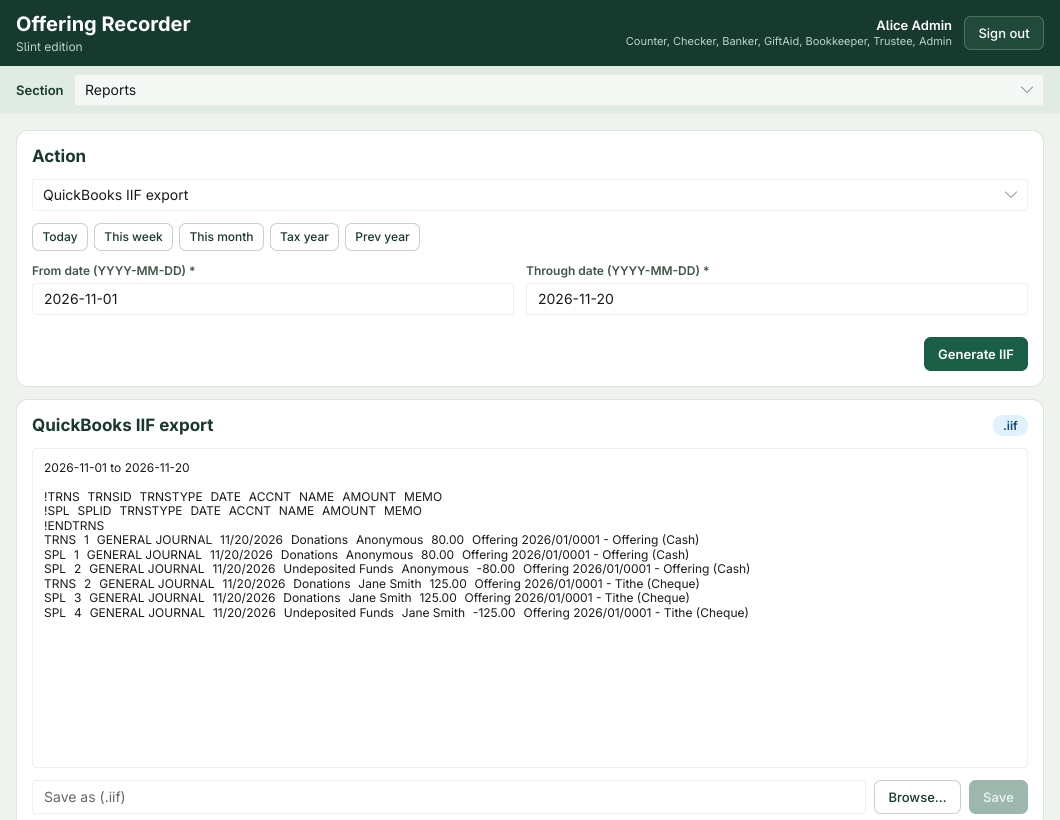 Offering Recorder
Slint edition
Alice Admin
Counter, Checker, Banker, GiftAid, Bookkeeper, Trustee, Admin
Sign out
Section
Reports
Action
QuickBooks IIF export
Today
This week
This month
Tax year
Prev year
From date (YYYY-MM-DD) *
Through date (YYYY-MM-DD) *
2026-11-01
2026-11-20
Generate IIF
QuickBooks IIF export
.iif
2026-11-01 to 2026-11-20
!TRNS TRNSID TRNSTYPE DATE ACCNT NAME AMOUNT MEMO
!SPL SPLID TRNSTYPE DATE ACCNT NAME AMOUNT MEMO
!ENDTRNS
TRNS 1 GENERAL JOURNAL 11/20/2026 Donations Anonymous 80.00 Offering 2026/01/0001 - Offering (Cash)
SPL 1 GENERAL JOURNAL 11/20/2026 Donations Anonymous 80.00 Offering 2026/01/0001 - Offering (Cash)
SPL 2 GENERAL JOURNAL 11/20/2026 Undeposited Funds Anonymous -80.00 Offering 2026/01/0001 - Offering (Cash)
TRNS 2 GENERAL JOURNAL 11/20/2026 Donations Jane Smith 125.00 Offering 2026/01/0001 - Tithe (Cheque)
SPL 3 GENERAL JOURNAL 11/20/2026 Donations Jane Smith 125.00 Offering 2026/01/0001 - Tithe (Cheque)
SPL 4 GENERAL JOURNAL 11/20/2026 Undeposited Funds Jane Smith -125.00 Offering 2026/01/0001 - Tithe (Cheque)
Save as (.iif)
Browse...
Save